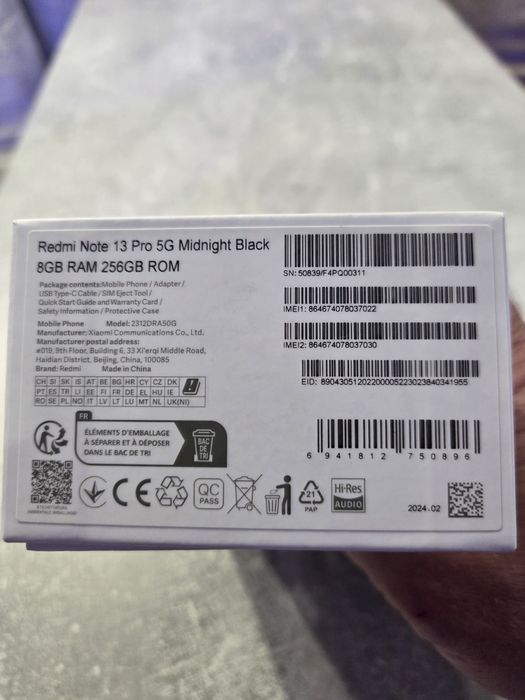 Redmi Note 13 Pro 5G Midnight Black
8GB RAM 256GB ROM
Package contents:Mobile Phone / Adapter /
USB Type-C Cable / SIM Eject Tool /
Quick Start Guide and Warranty Card /
Safety Information / Protective Case
Mobile Phone Model: 2312DRA50G
Manufacturer: Xiaomi Communications Co., Ltd.
Manufacturer postal address:
#019, 9th Floor, Building 6, 33 Xi'erqi Middle Road,
Haidian District, Beijing, China, 100085
Brand: Redmi Made in China
CH SI SK IS AT BE BG HR CY CZ DK
PT ES TR LI EE FI FR DE EL HU IE
RO SE PL NO IT LV LT LU MT NL UK(NI)
SN: 50839/F4PQ00311
IMEI1: 864674078037022
IMEI2: 864674078037030
EID: 89043051202200005223023840341955
6 941812 750896
FR
ÉLÉMENTS D'EMBALLAGE
À SÉPARER ET À DÉPOSER
DANS LE BAC DE TRI
BAC
DE
TRI
CE
QC
PASS
21
PAP
Hi-Res
AUDIO
2024.02